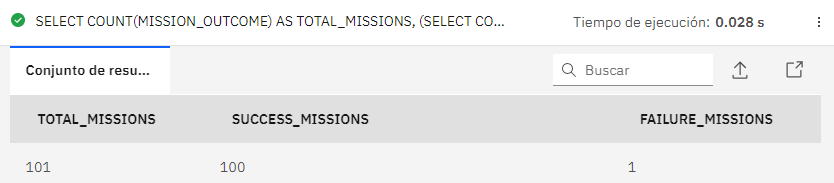 SELECT COUNT(MISSION_OUTCOME) AS TOTAL_MISSIONS, (SELECT CO... Tiempo de ejecución: 0.028 s
Conjunto de resu... Buscar
TOTAL_MISSIONS SUCCESS_MISSIONS FAILURE_MISSIONS
101 100 1